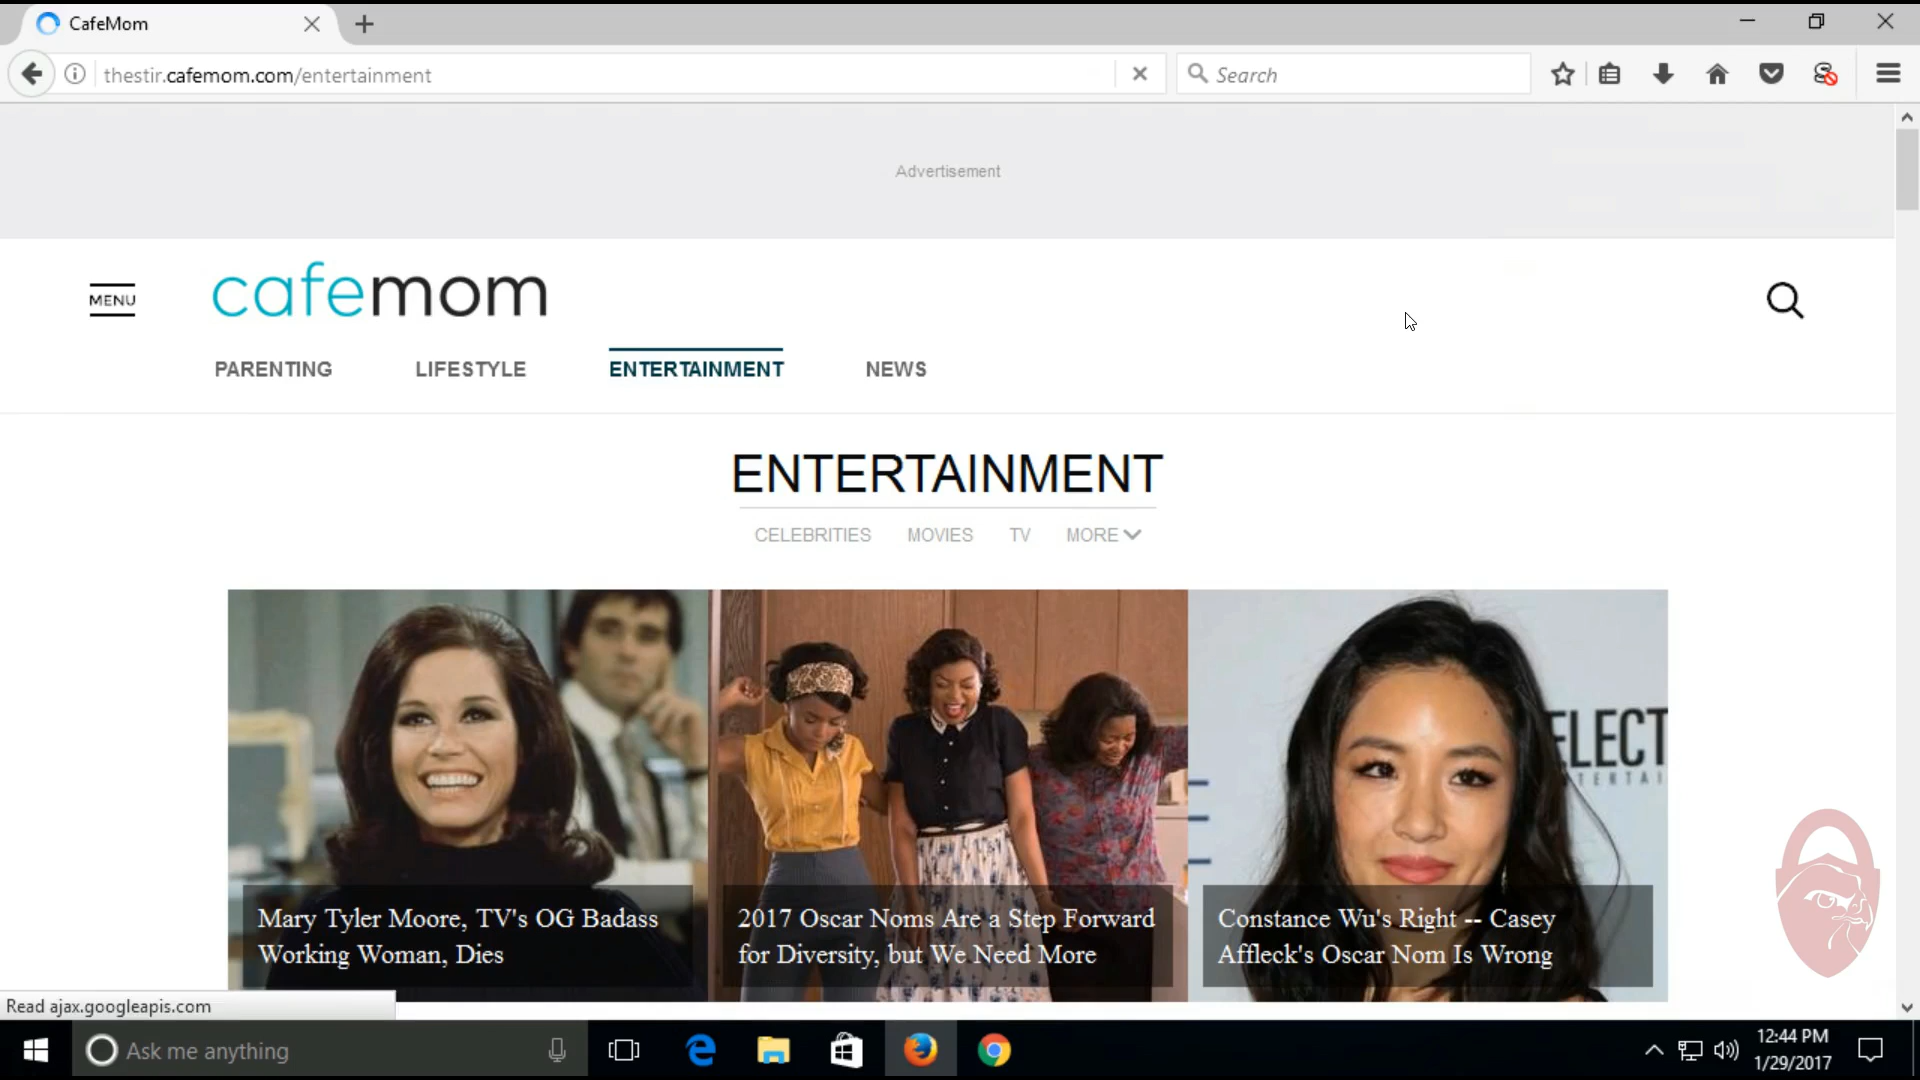 CafeMom
thestir.cafemom.com/entertainment
Search
Advertisement
MENU
cafemom
PARENTING LIFESTYLE ENTERTAINMENT NEWS
ENTERTAINMENT
CELEBRITIES MOVIES TV MORE
ELECT
ENTERTAI
Mary Tyler Moore, TV's OG Badass
Working Woman, Dies
2017 Oscar Noms Are a Step Forward
for Diversity, but We Need More
Constance Wu's Right -- Casey
Affleck's Oscar Nom Is Wrong
Read ajax.googleapis.com
Ask me anything
12:44 PM
1/29/2017